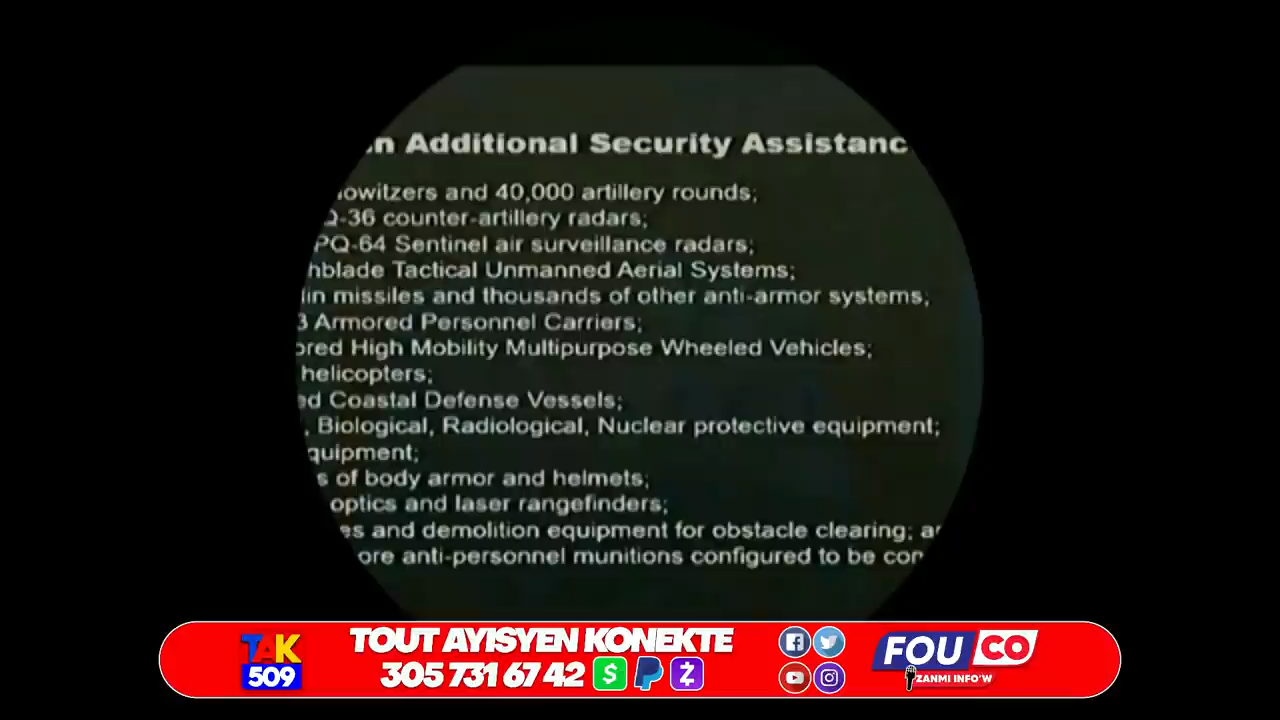 Additional Security Assistanc
and 40,000 artillery rounds;
Q-36 counter-artillery radars;
PQ-64 Sentinel air surveillance radars;
hblade Tactical Unmanned Aerial Systems;
in missiles and thousands of other anti-armor systems;
3 Armored Personnel Carriers;
ored High Mobility Multipurpose Wheeled Vehicles;
helicopters;
ed Coastal Defense Vessels;
, Biological, Radiological, Nuclear protective equipment;
quipment;
s of body armor and helmets;
optics and laser rangefinders;
es and demolition equipment for obstacle clearing;
ore anti-personnel munitions configured to be con
TAK
509
TOUT AYISYEN KONEKTE
305 731 67 42
FOUCO
ZANMI INFO'W